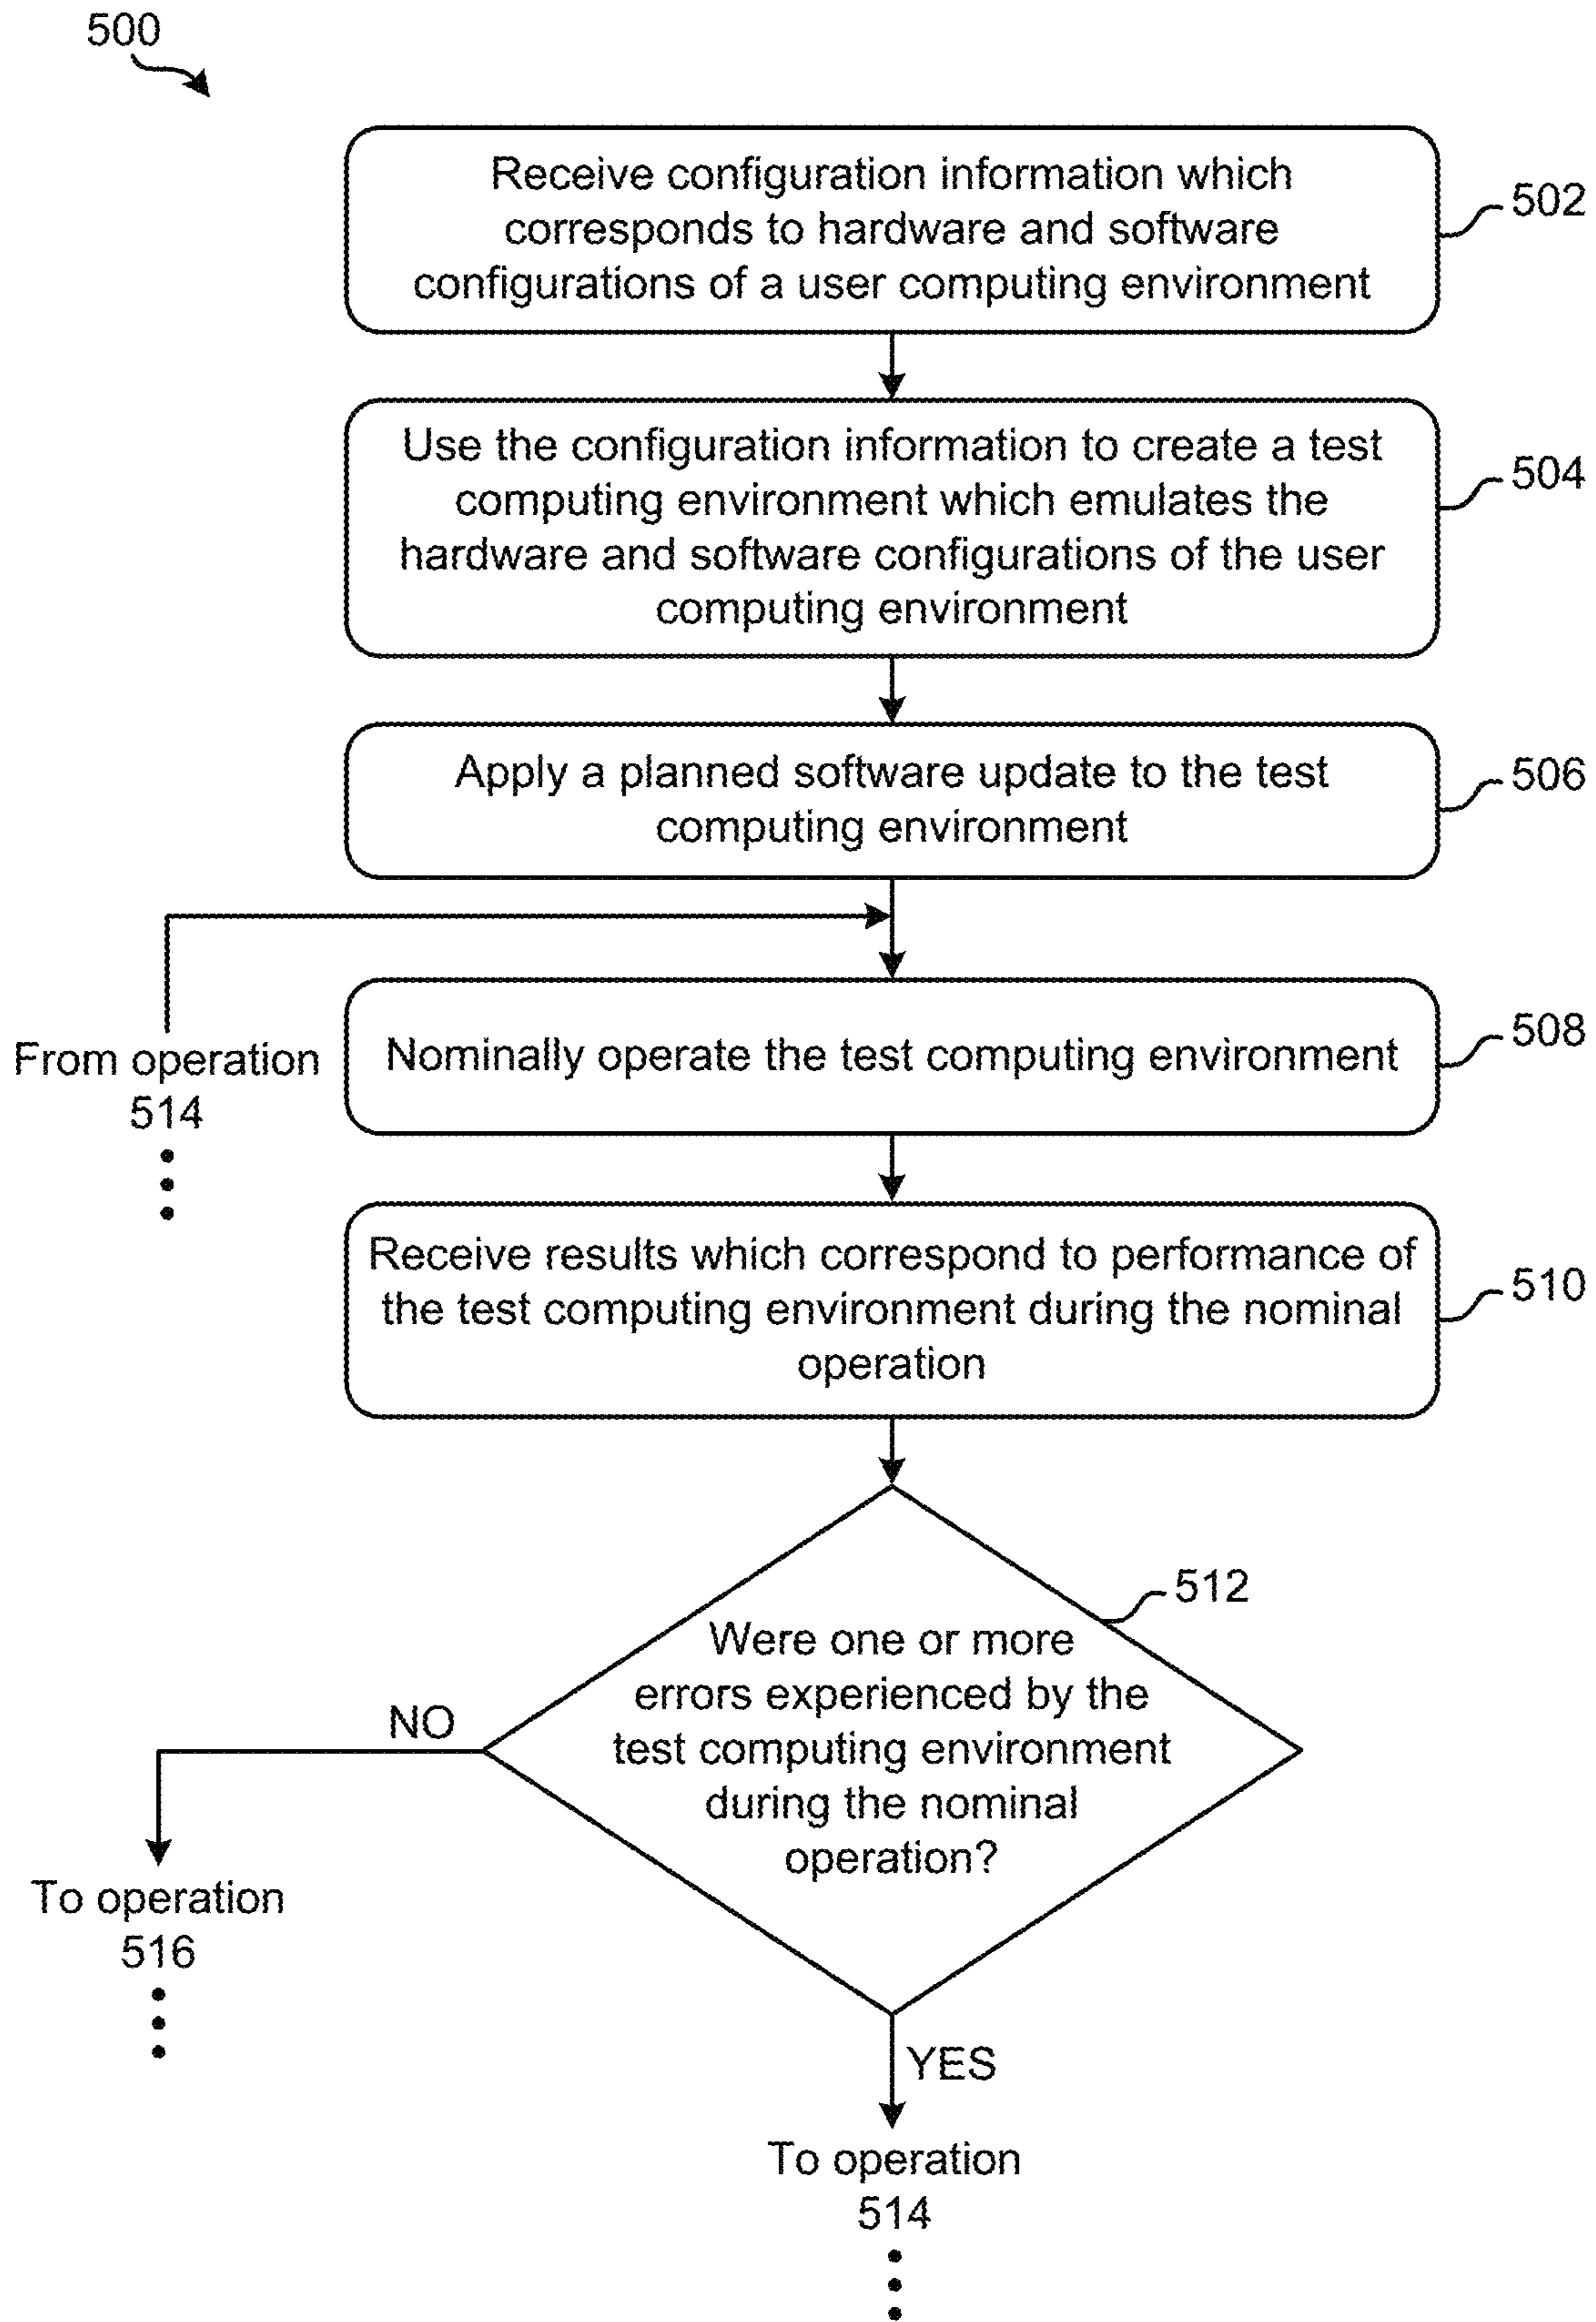 500
Receive configuration information which
corresponds to hardware and software
configurations of a user computing environment
502
Use the configuration information to create a test
computing environment which emulates the
hardware and software configurations of the user
computing environment
504
Apply a planned software update to the test
computing environment
506
From operation
514
Nominally operate the test computing environment
508
Receive results which correspond to performance of
the test computing environment during the nominal
operation
510
512
Were one or more
errors experienced by the
test computing environment
during the nominal
operation?
NO
To operation
516
YES
To operation
514